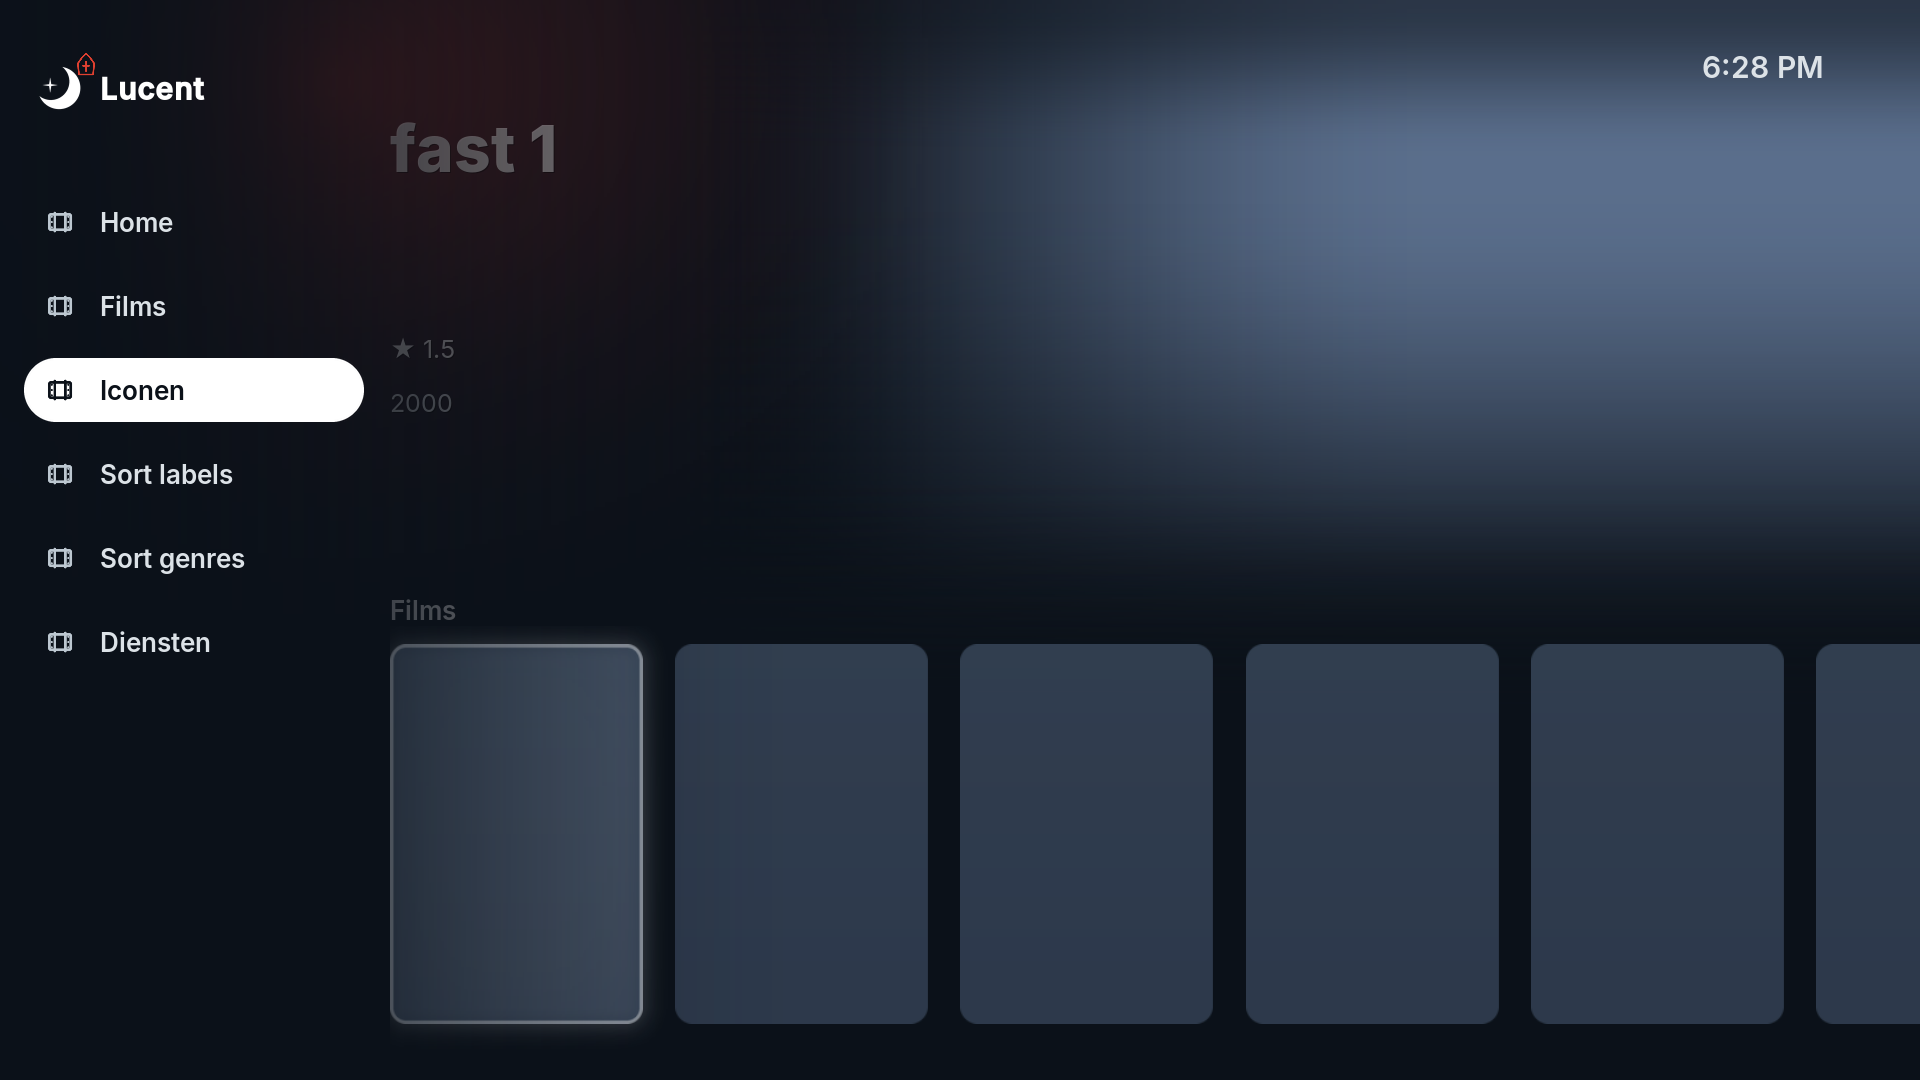 Lucent
6:28 PM
Home
Films
Iconen
Sort labels
Sort genres
Diensten
fast 1
★ 1.5
2000
Films